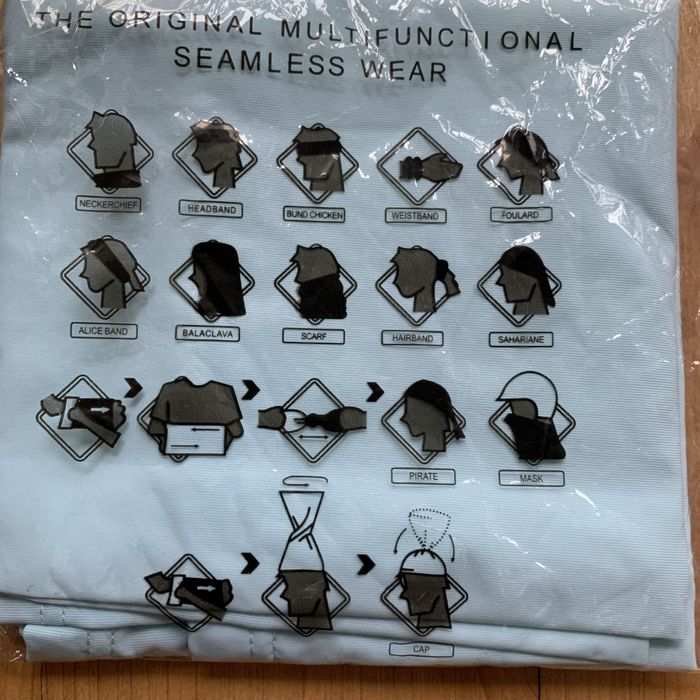 THE ORIGINAL MULTIFUNCTIONAL
SEAMLESS WEAR
NECKERCHIEF
HEADBAND
BUND CHICKEN
WEISTBAND
FOULARD
ALICE BAND
BALACLAVA
SCARF
HAIRBAND
SAHARIANE
PIRATE
MASK
CAP